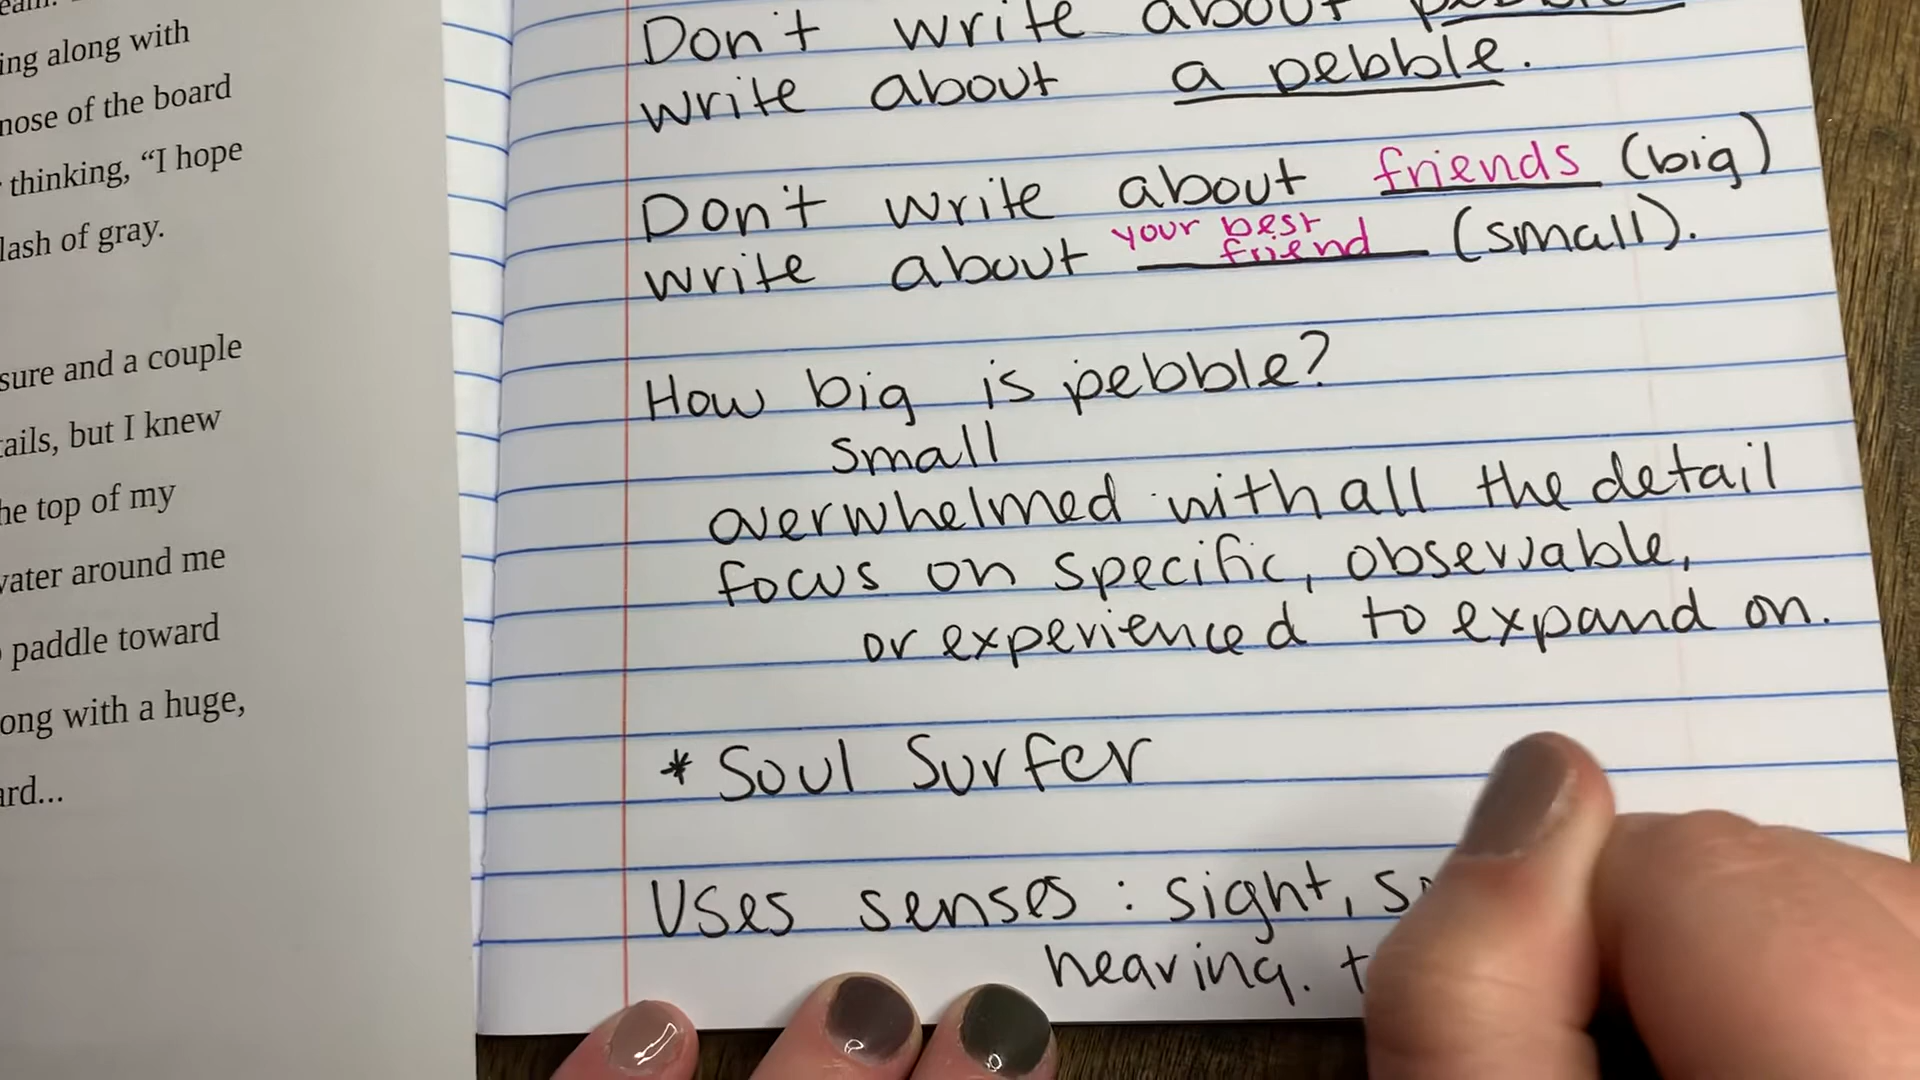 ing along with
nose of the board
thinking, “I hope
lash of gray.
sure and a couple
tails, but I knew
he top of my
water around me
paddle toward
ong with a huge,
ard...
Don't write about
write about a pebble.
Don't write about friends (big)
write about your best friend (small).
How big is pebble?
small
overwhelmed with all the detail
focus on specific, observable,
or experienced to expand on.
* Soul Surfer
Uses senses : sight,
hearing.